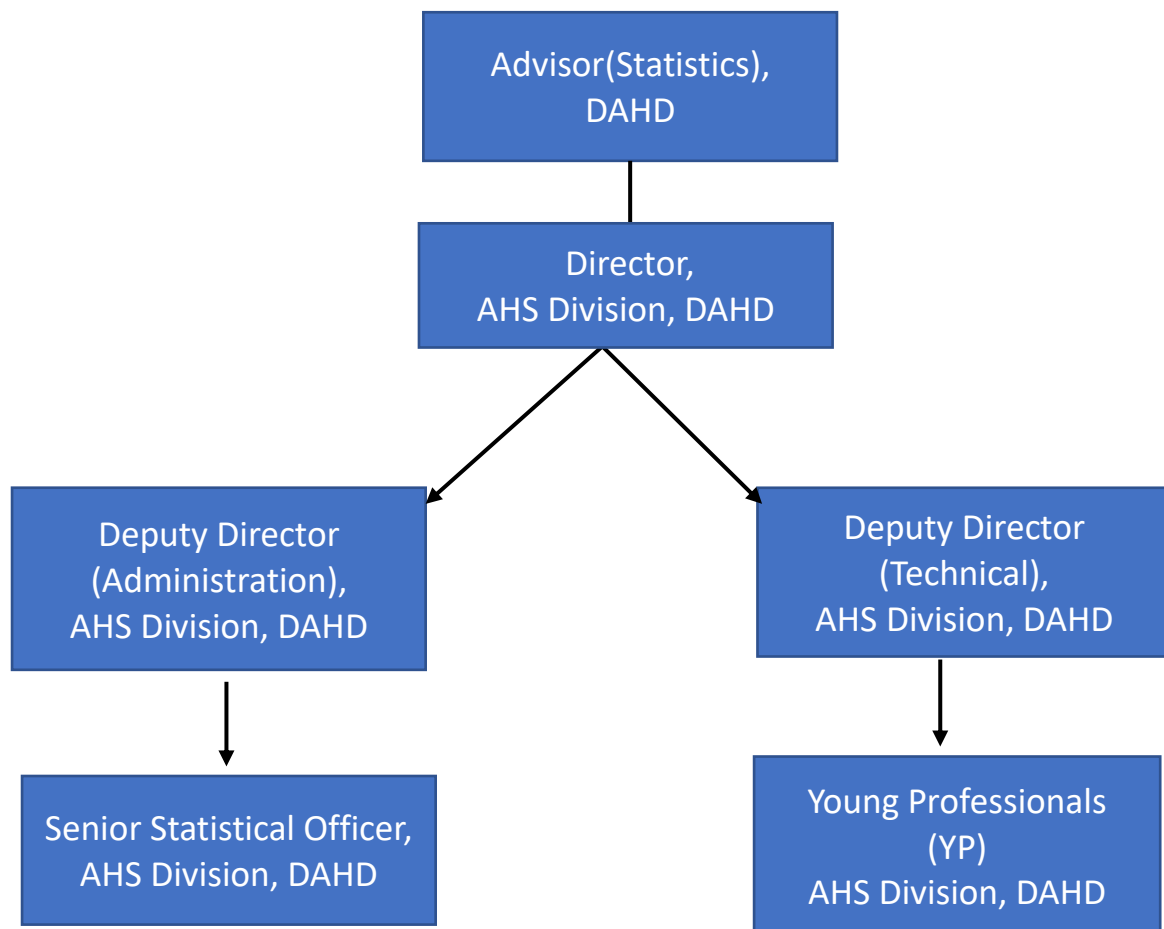 Advisor(Statistics),
DAHD
Director,
AHS Division, DAHD
Deputy Director
(Administration),
AHS Division, DAHD
Deputy Director
(Technical),
AHS Division, DAHD
Senior Statistical Officer,
AHS Division, DAHD
Young Professionals
(YP)
AHS Division, DAHD